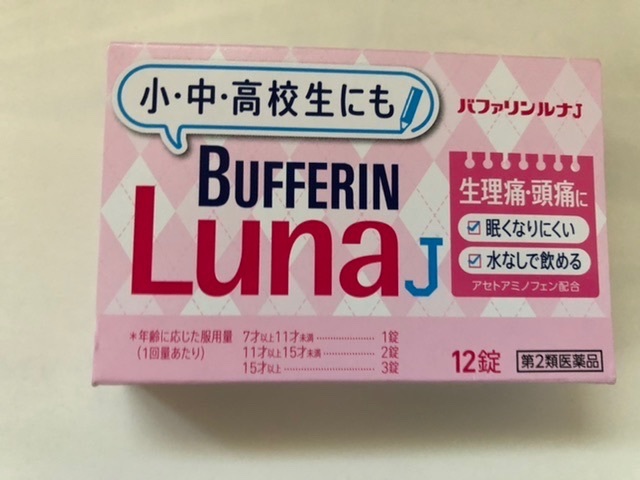 小・中・高校生にも
バファリンルナJ
BUFFERIN
Luna J
生理痛・頭痛に
眠くなりにくい
水なしで飲める
アセトアミノフェン配合
*年齢に応じた服用量
(1回量あたり)
7才以上11才未満 ................ 1錠
11才以上15才未満 ............ 2錠
15才以上 ........................ 3錠
12錠
第2類医薬品